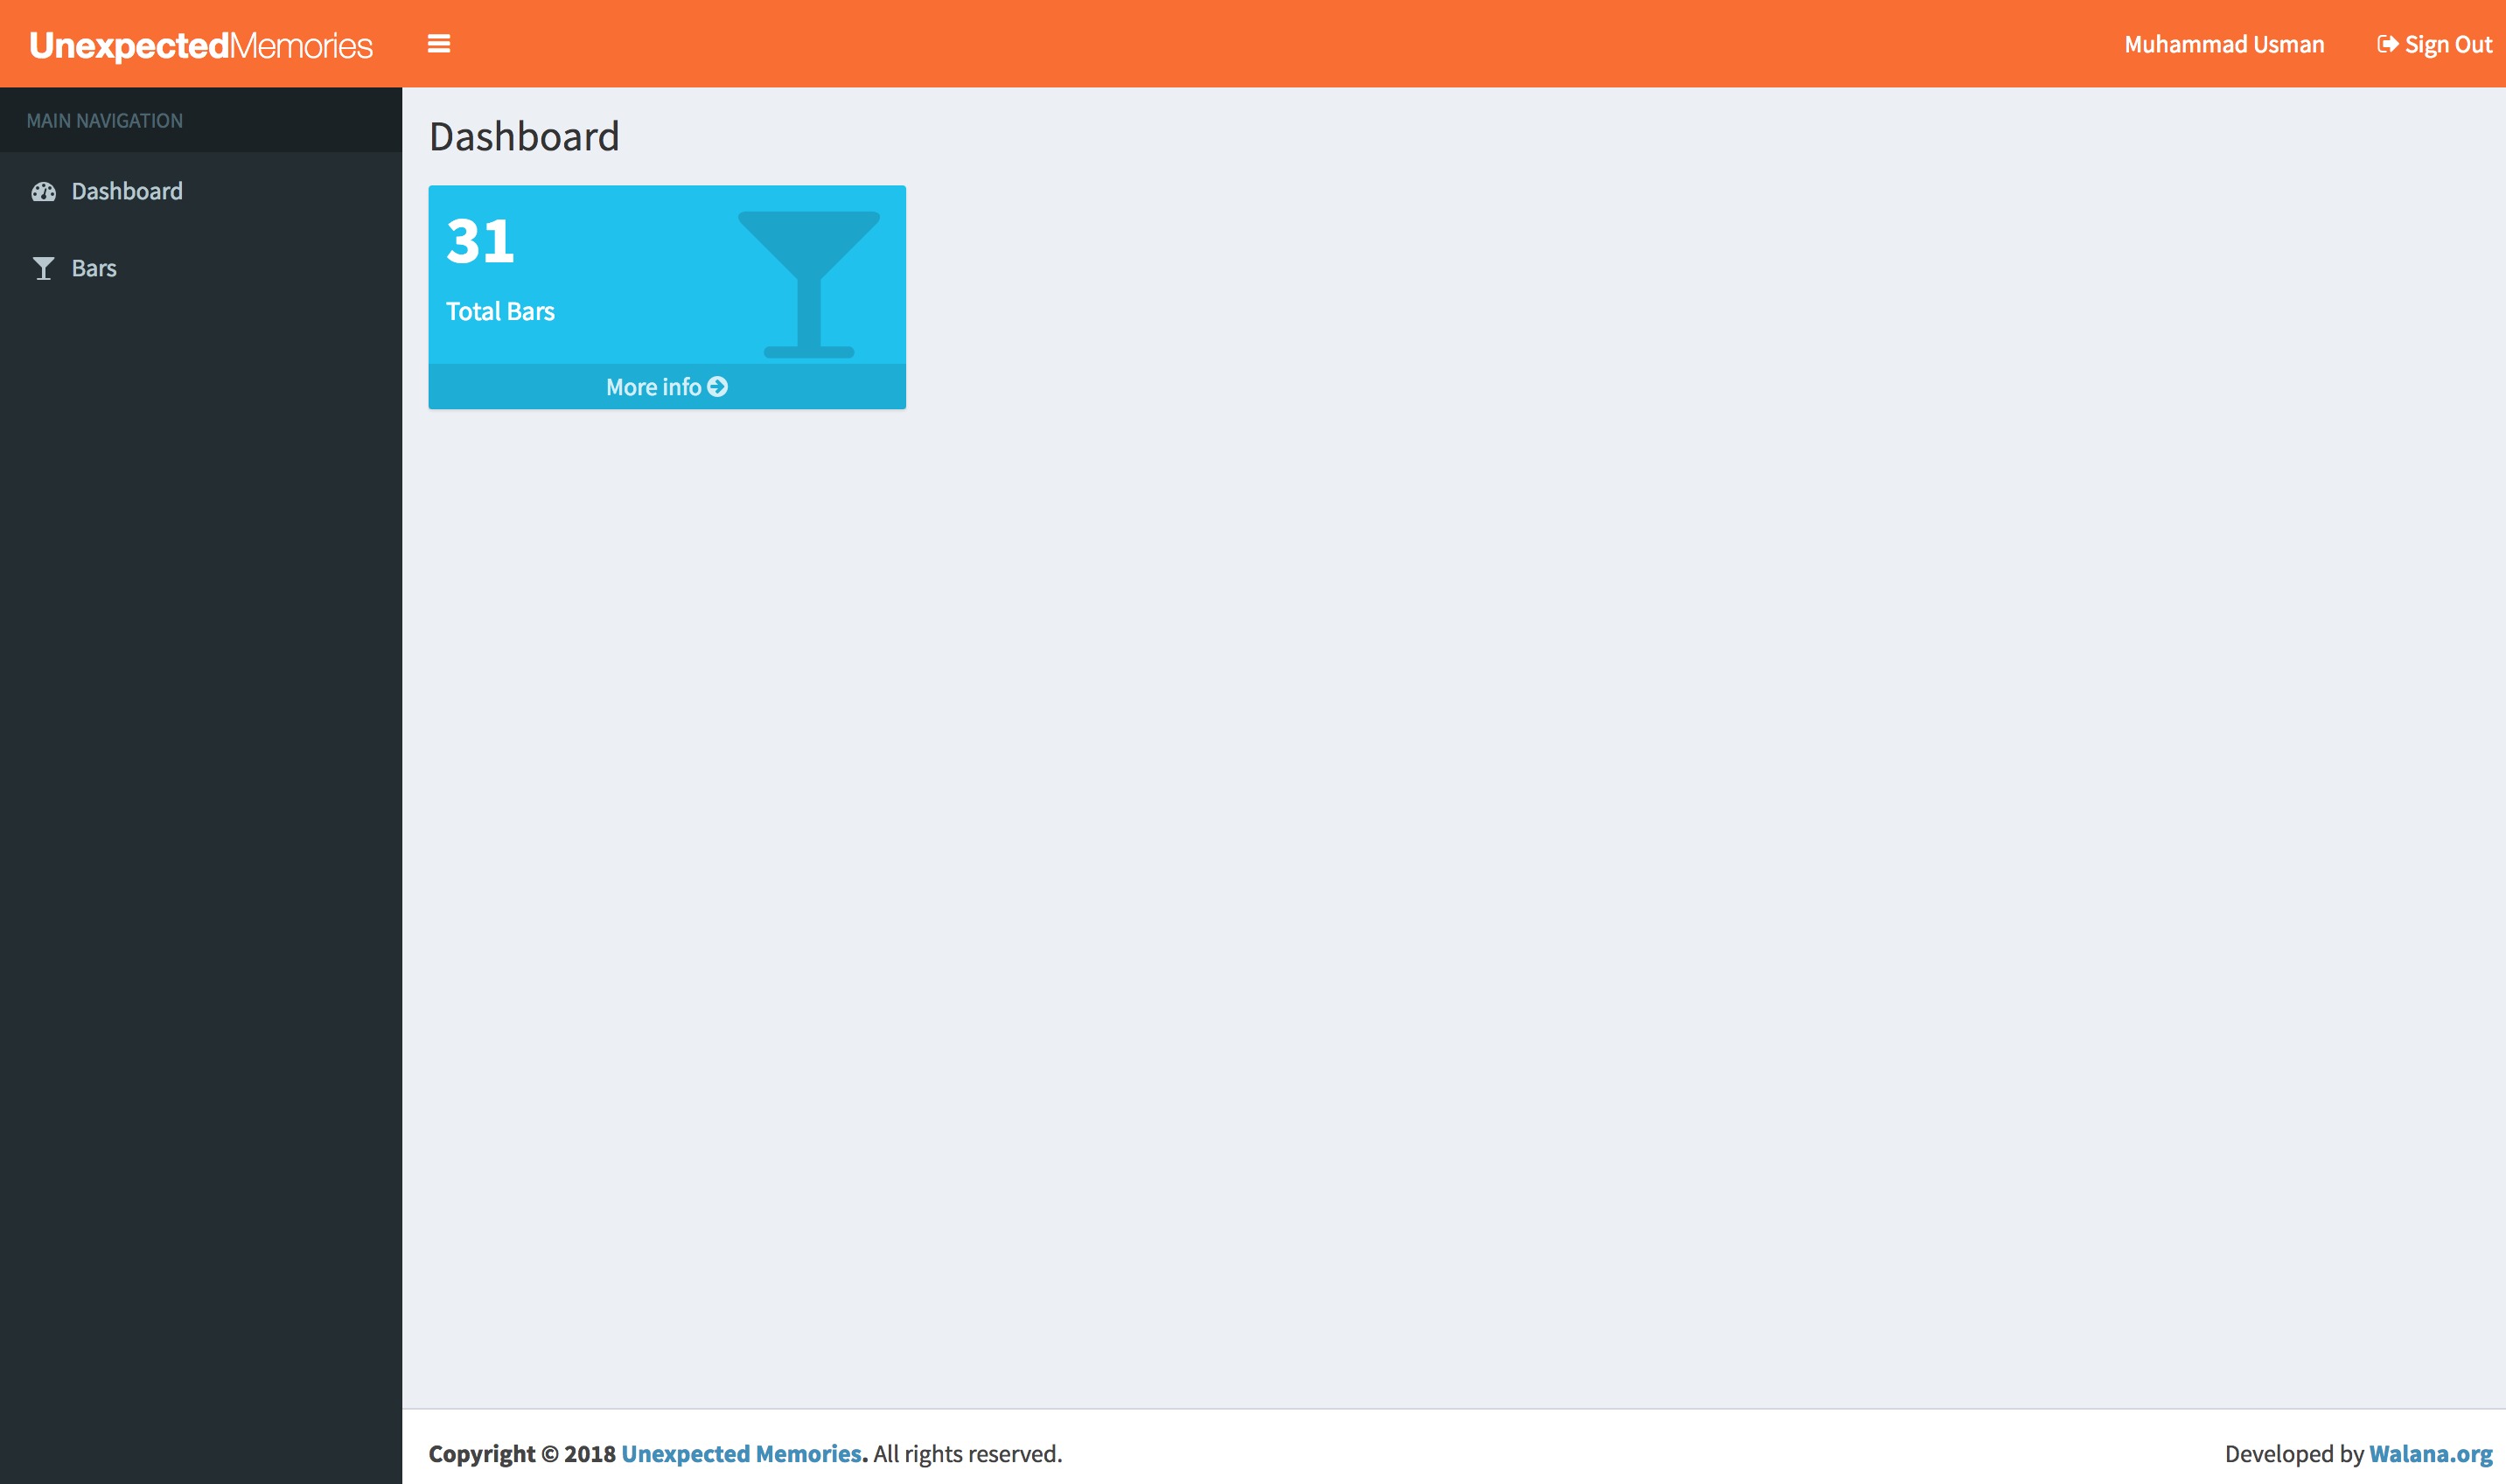 UnexpectedMemories
Muhammad Usman
Sign Out
MAIN NAVIGATION
Dashboard
Bars
Dashboard
31
Total Bars
More info
Copyright © 2018 Unexpected Memories. All rights reserved.
Developed by Walana.org